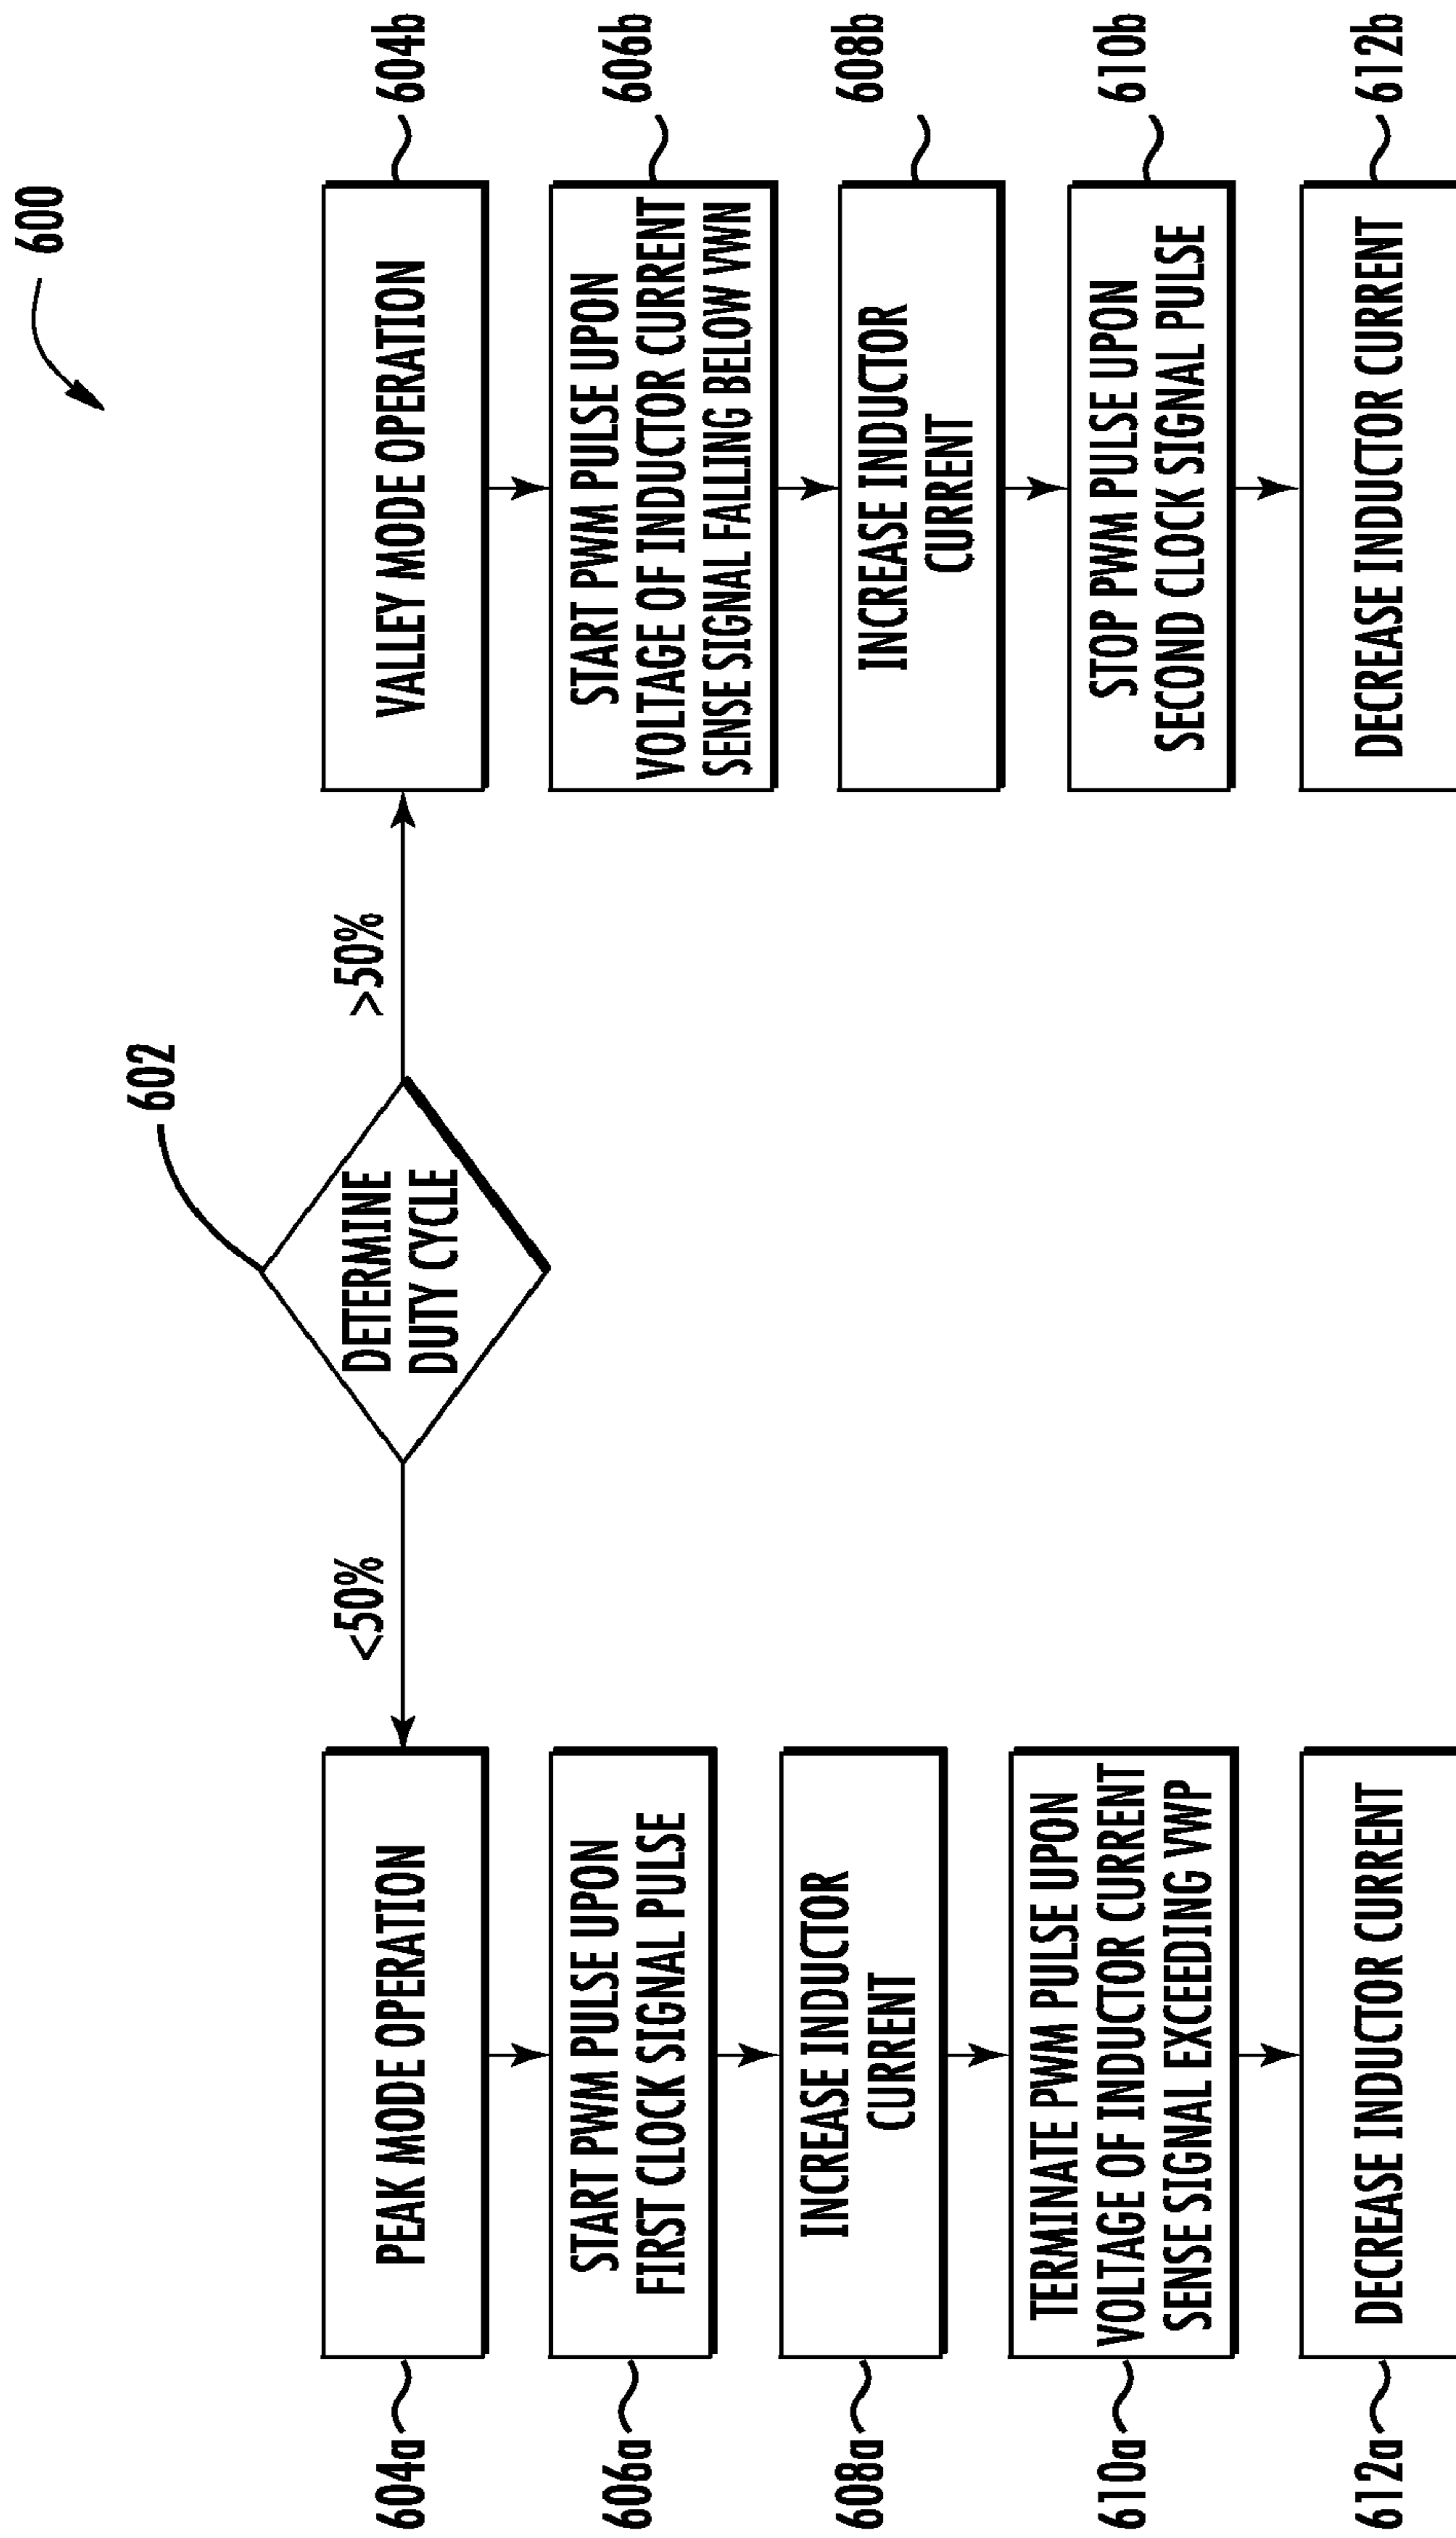 600
602
DETERMINE
DUTY CYCLE
<50%
>50%
604a
PEAK MODE OPERATION
606a
START PWM PULSE UPON
FIRST CLOCK SIGNAL PULSE
608a
INCREASE INDUCTOR
CURRENT
610a
TERMINATE PWM PULSE UPON
VOLTAGE OF INDUCTOR CURRENT
SENSE SIGNAL EXCEEDING VWP
612a
DECREASE INDUCTOR CURRENT
VALLEY MODE OPERATION
604b
START PWM PULSE UPON
VOLTAGE OF INDUCTOR CURRENT
SENSE SIGNAL FALLING BELOW VWN
606b
INCREASE INDUCTOR
CURRENT
608b
STOP PWM PULSE UPON
SECOND CLOCK SIGNAL PULSE
610b
DECREASE INDUCTOR CURRENT
612b